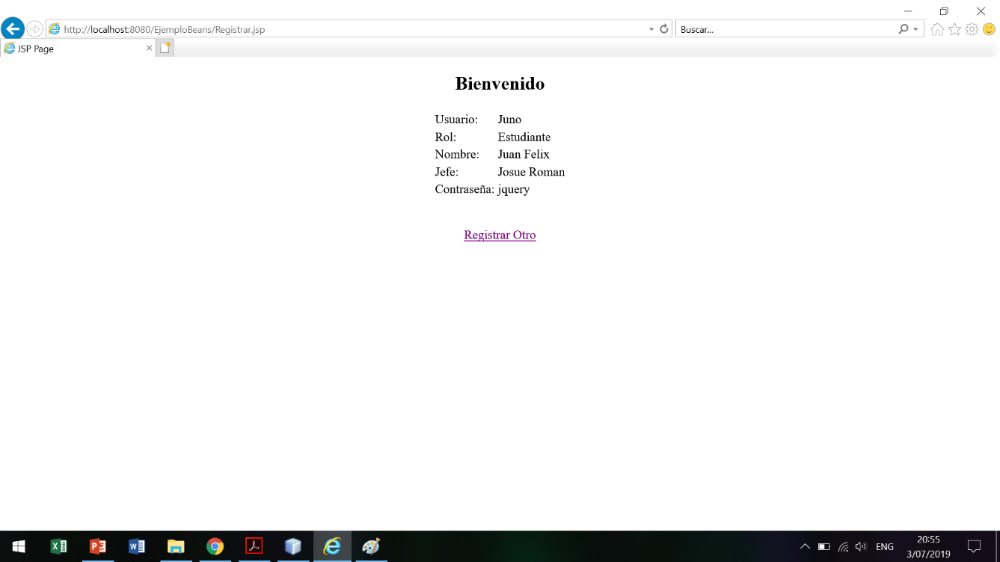 http://localhost:8080/EjemploBeans/Registrar.jsp
Buscar...
JSP Page
Bienvenido
Usuario: Juno
Rol: Estudiante
Nombre: Juan Felix
Jefe: Josue Roman
Contraseña: jquery
Registrar Otro
ENG
20:55
3/07/2019